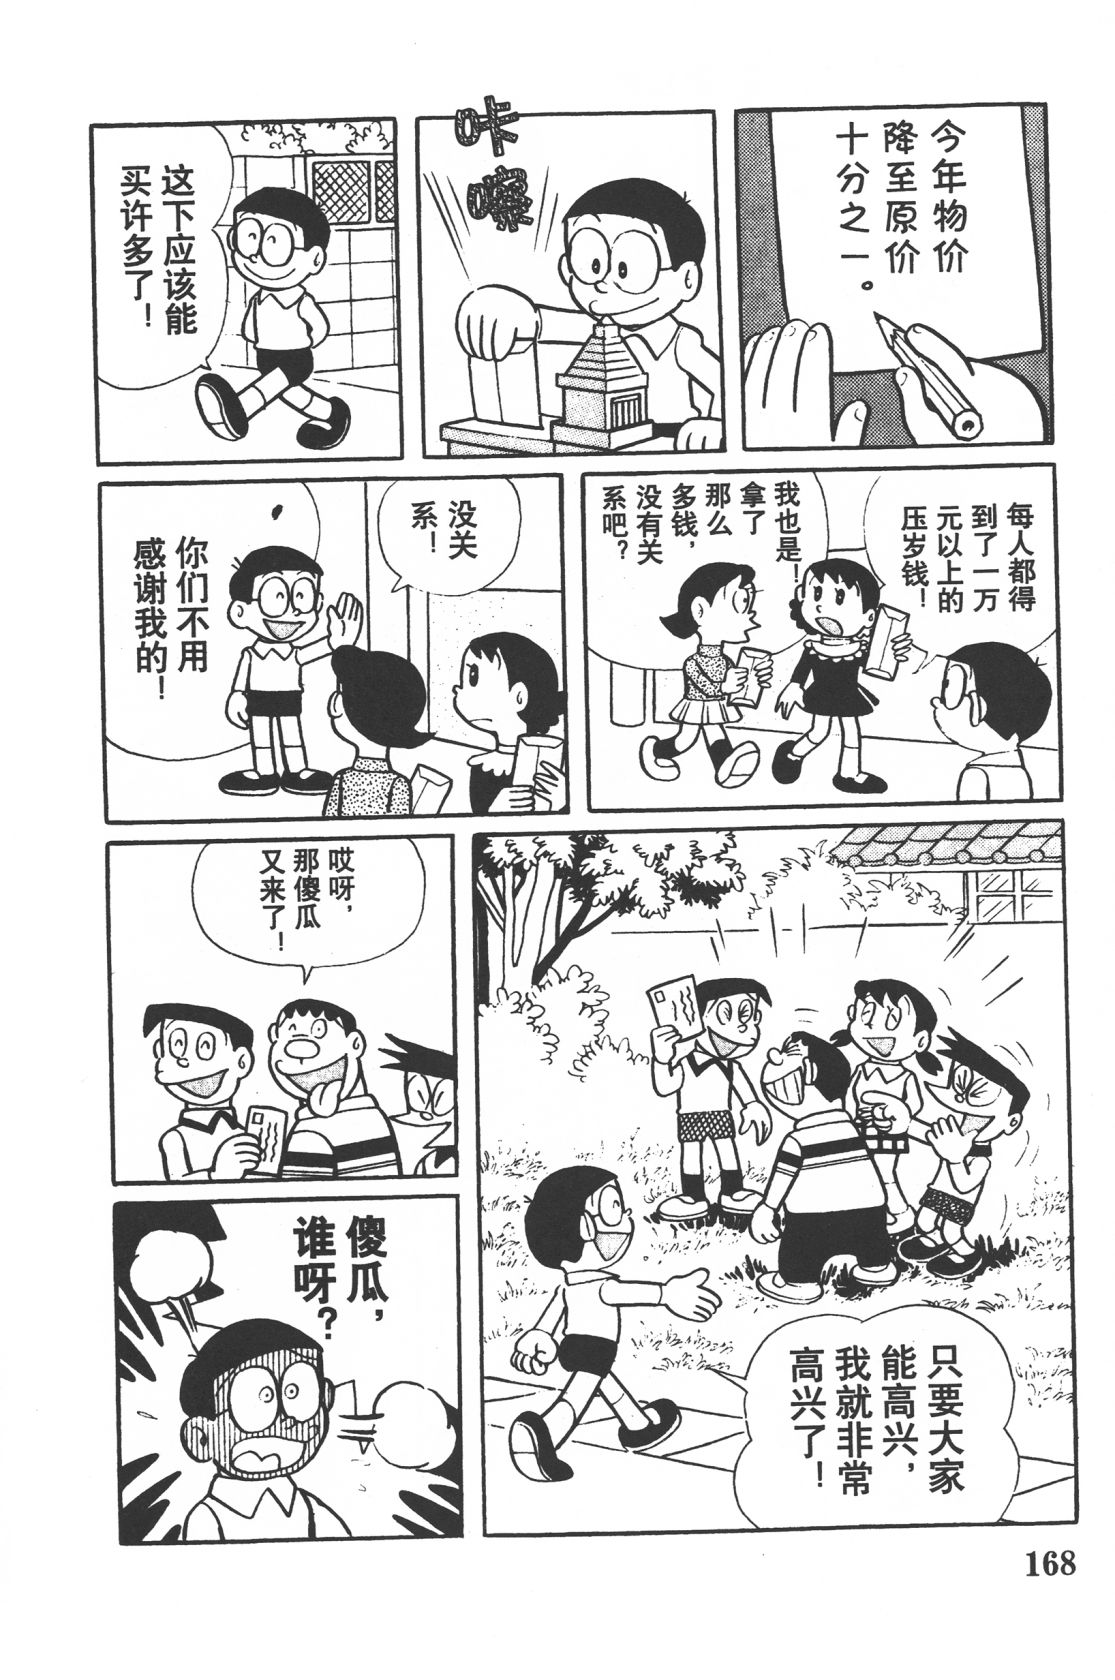 今年物价
降至原价
十分之一。
咔
嚓
这下应该能
买许多了！
每人都得
到了一万
元以上的
压岁钱！
我也是！
拿了
那么
多钱，
没有关
系吧？
没关
系！
你们不用
感谢我的！
只要大家
能高兴，
我就非常
高兴了！
哎呀，
那傻瓜
又来了！
傻瓜，
谁呀？
168